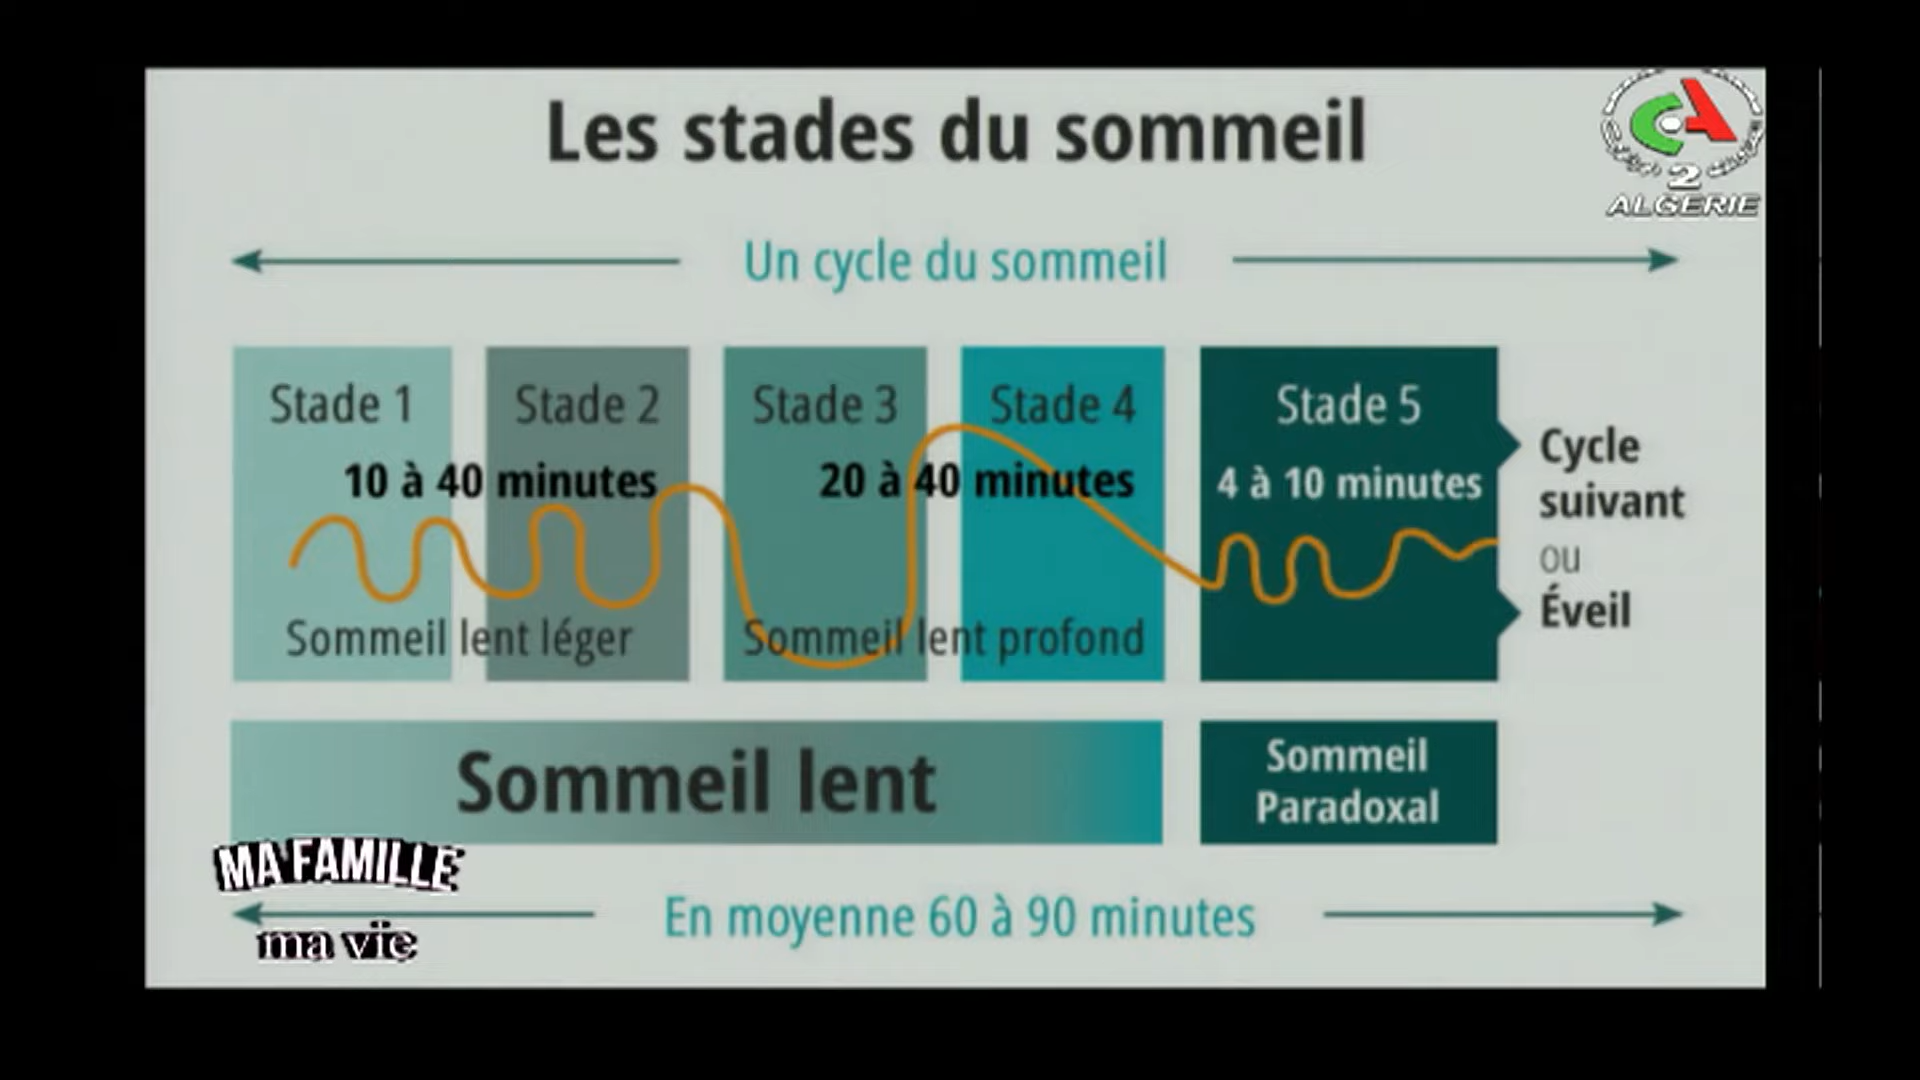 Les stades du sommeil
2
ALGERIE
Un cycle du sommeil
Stade 1
Stade 2
Stade 3
Stade 4
Stade 5
10 à 40 minutes
20 à 40 minutes
4 à 10 minutes
Cycle
suivant
ou
Éveil
Sommeil lent léger
Sommeil lent profond
Sommeil lent
Sommeil
Paradoxal
MA FAMILLE
ma vie
En moyenne 60 à 90 minutes